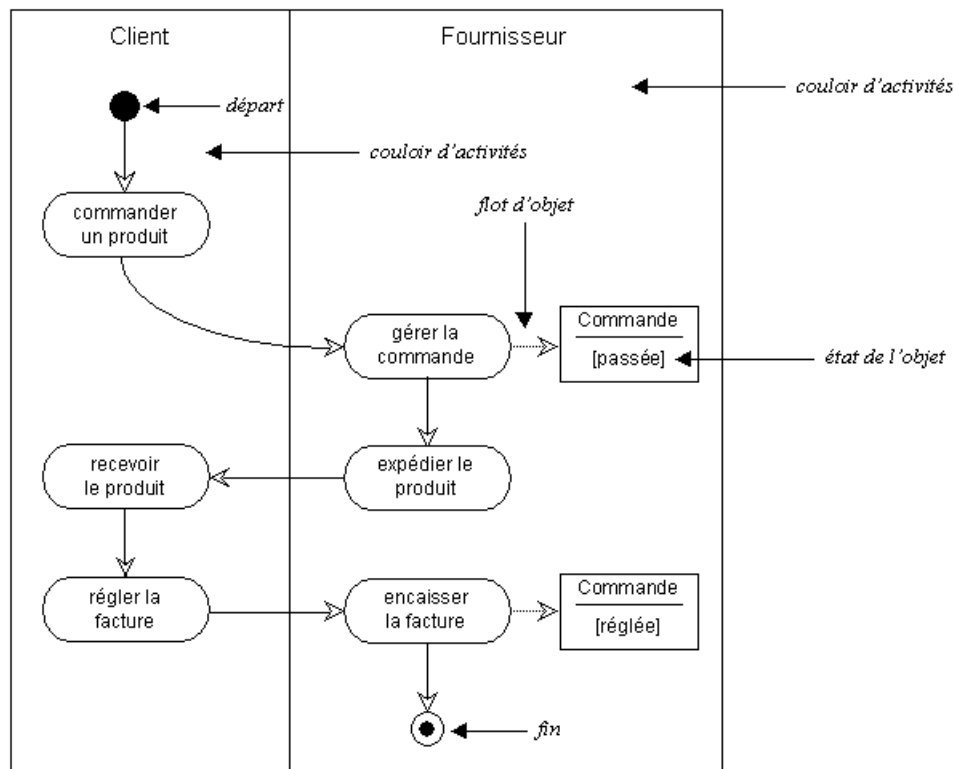 Client
Fournisseur
couloir d'activités
départ
couloir d'activités
commander
un produit
flot d'objet
gérer la
commande
Commande
[passée]
état de l'objet
recevoir
le produit
expédier le
produit
régler la
facture
encaisser
la facture
Commande
[réglée]
fin